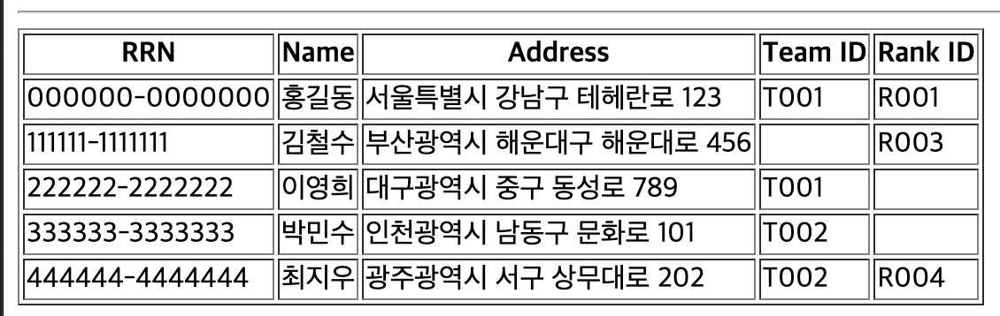 RRN Name Address Team ID Rank ID
000000-0000000 홍길동 서울특별시 강남구 테헤란로 123 T001 R001
111111-1111111 김철수 부산광역시 해운대구 해운대로 456 R003
222222-2222222 이영희 대구광역시 중구 동성로 789 T001
333333-3333333 박민수 인천광역시 남동구 문화로 101 T002
444444-4444444 최지우 광주광역시 서구 상무대로 202 T002 R004